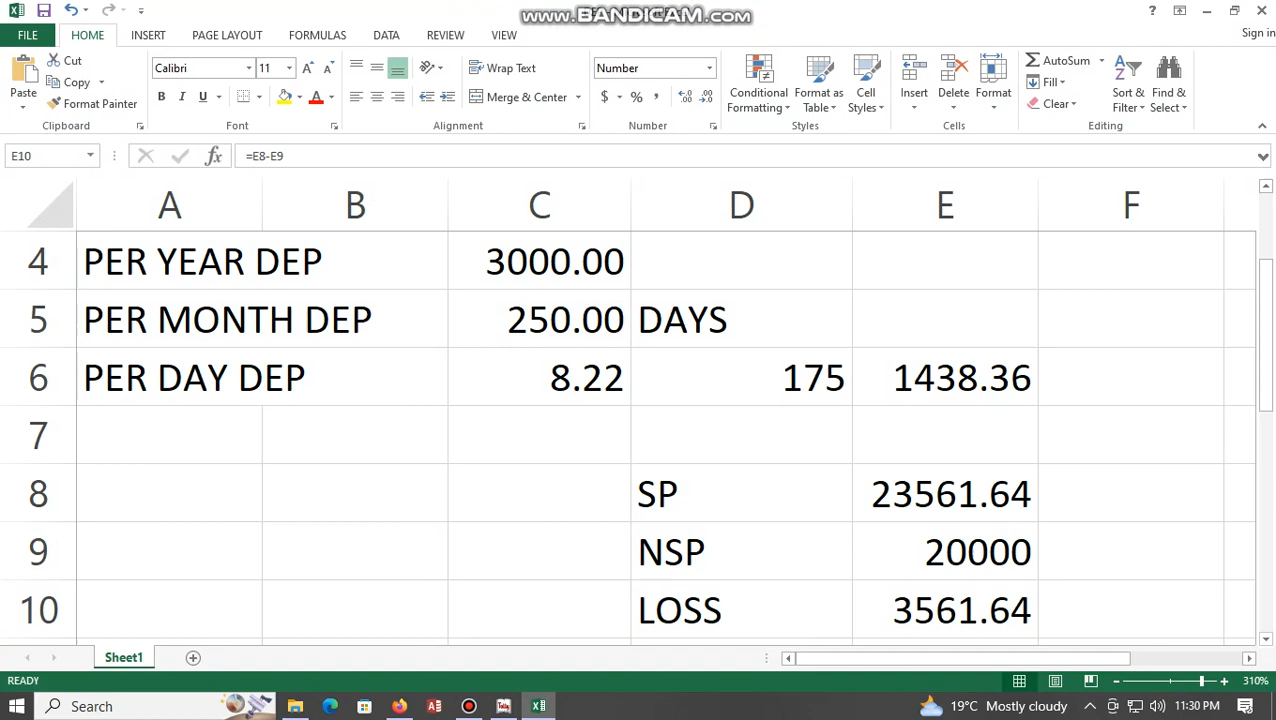 www.BANDICAM.com
FILE HOME INSERT PAGE LAYOUT FORMULAS DATA REVIEW VIEW Sign in
Cut
Copy
Format Painter
Paste
Clipboard
Calibri 11
B I U
Font
Wrap Text
Merge & Center
Alignment
Number
$ % ,
Number
Conditional Formatting
Format as Table
Cell Styles
Styles
Insert Delete Format
Cells
AutoSum
Fill
Clear
Sort & Filter
Find & Select
Editing
E10 fx =E8-E9
A B C D E F
4 PER YEAR DEP 3000.00
5 PER MONTH DEP 250.00 DAYS
6 PER DAY DEP 8.22 175 1438.36
7
8 SP 23561.64
9 NSP 20000
10 LOSS 3561.64
Sheet1
READY 310%
Search 19°C Mostly cloudy 11:30 PM